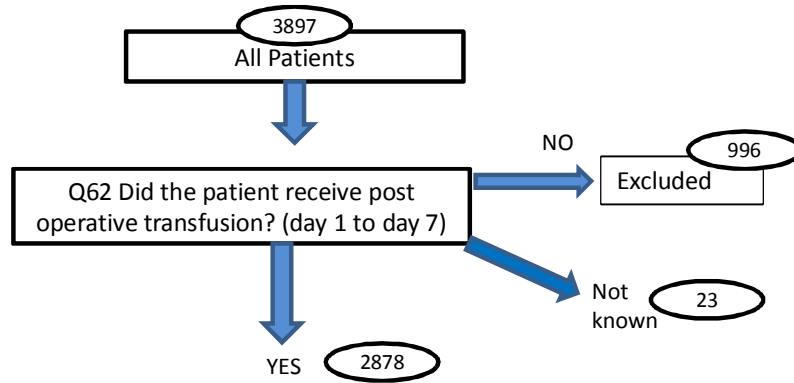 3897
All Patients
NO
996
Excluded
Q62 Did the patient receive post
operative transfusion? (day 1 to day 7)
Not
known
23
YES
2878